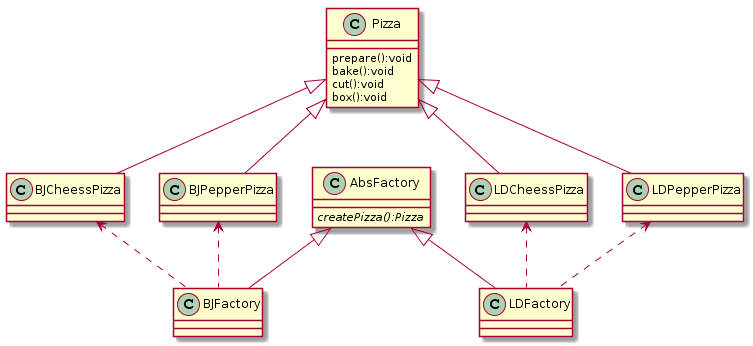 C Pizza
prepare():void
bake():void
cut():void
box():void
C BJCheessPizza
C BJPepperPizza
C AbsFactory
createPizza():Pizza
C LDCheessPizza
C LDPepperPizza
C BJFactory
C LDFactory